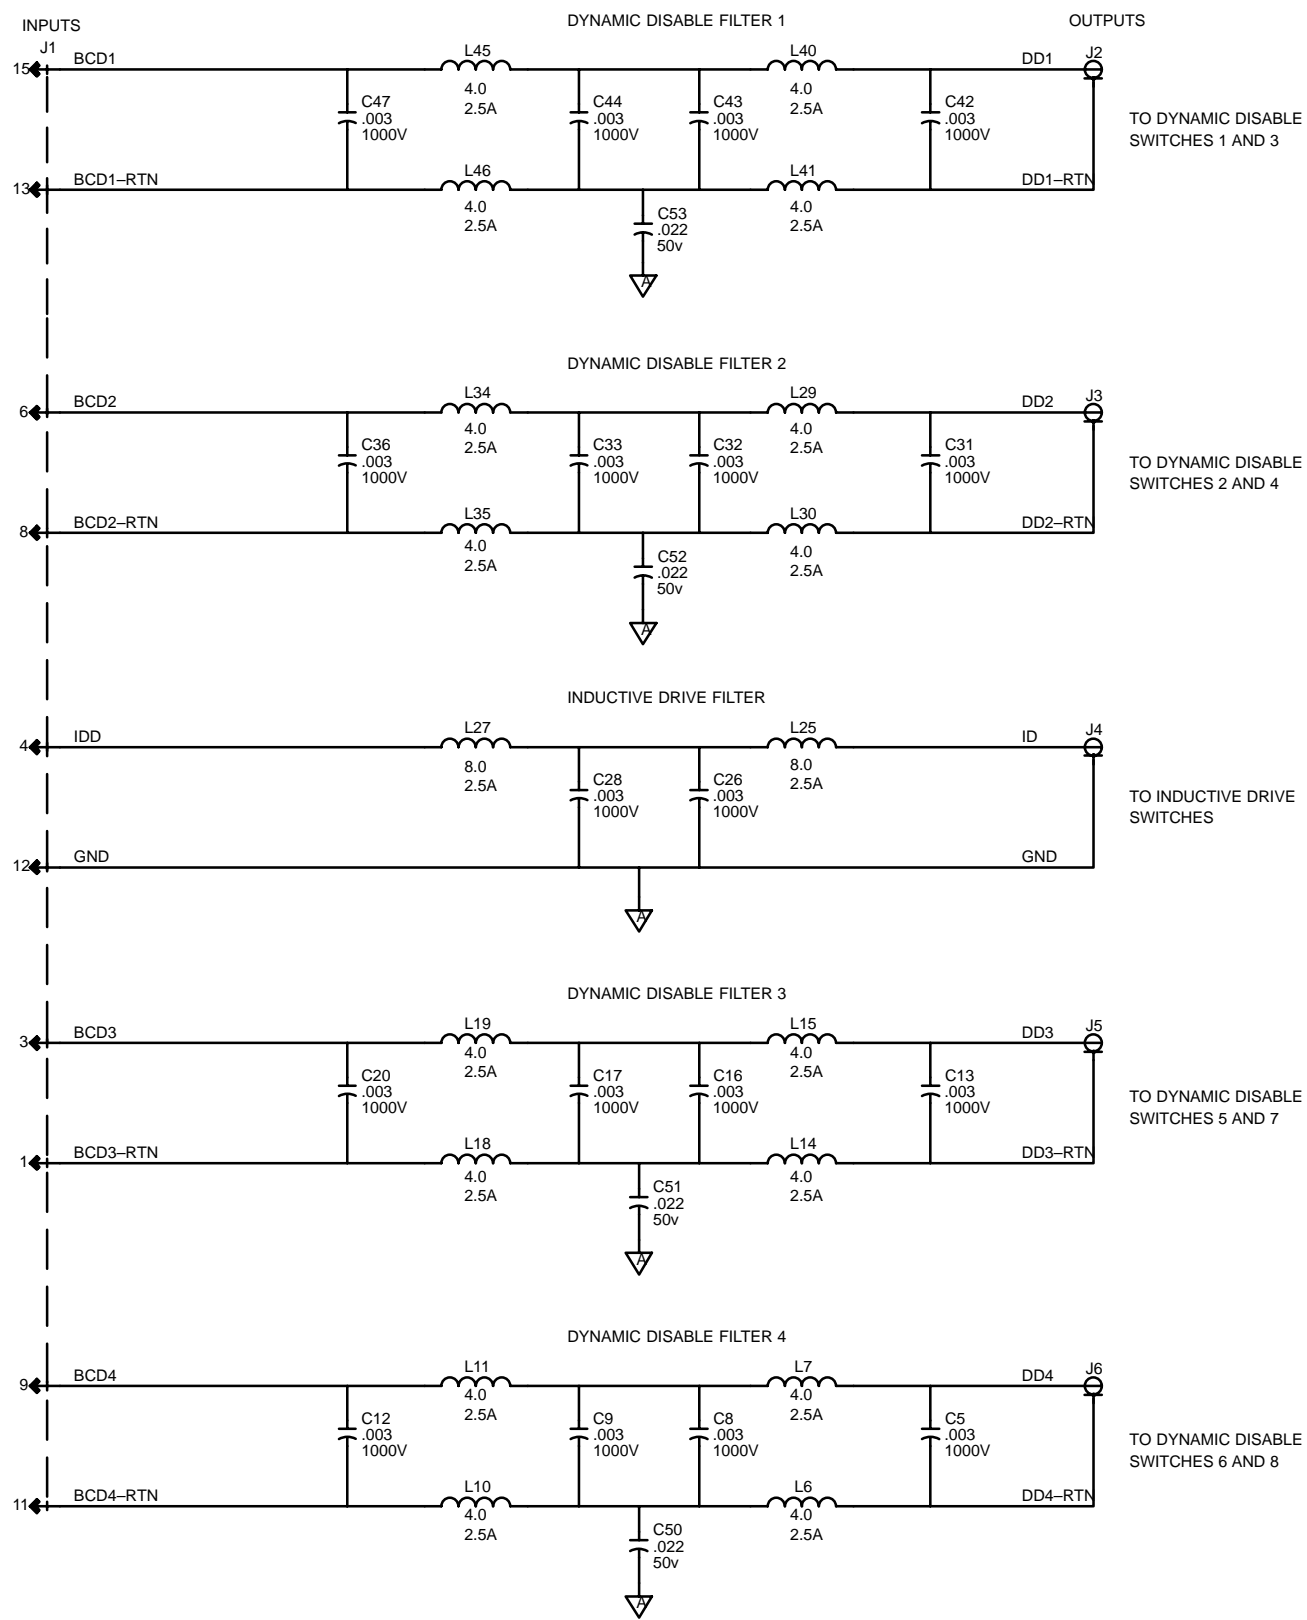 INPUTS
DYNAMIC DISABLE FILTER 1
OUTPUTS
J1
15
BCD1
L45
4.0
2.5A
L40
4.0
2.5A
DD1
J2
C47
.003
1000V
C44
.003
1000V
C43
.003
1000V
C42
.003
1000V
TO DYNAMIC DISABLE
SWITCHES 1 AND 3
13
BCD1–RTN
L46
4.0
2.5A
L41
4.0
2.5A
DD1–RTN
C53
.022
50v
A
DYNAMIC DISABLE FILTER 2
6
BCD2
L34
4.0
2.5A
L29
4.0
2.5A
DD2
J3
C36
.003
1000V
C33
.003
1000V
C32
.003
1000V
C31
.003
1000V
TO DYNAMIC DISABLE
SWITCHES 2 AND 4
8
BCD2–RTN
L35
4.0
2.5A
L30
4.0
2.5A
DD2–RTN
C52
.022
50v
A
INDUCTIVE DRIVE FILTER
4
IDD
L27
8.0
2.5A
L25
8.0
2.5A
ID
J4
C28
.003
1000V
C26
.003
1000V
TO INDUCTIVE DRIVE
SWITCHES
12
GND
GND
A
DYNAMIC DISABLE FILTER 3
3
BCD3
L19
4.0
2.5A
L15
4.0
2.5A
DD3
J5
C20
.003
1000V
C17
.003
1000V
C16
.003
1000V
C13
.003
1000V
TO DYNAMIC DISABLE
SWITCHES 5 AND 7
1
BCD3–RTN
L18
4.0
2.5A
L14
4.0
2.5A
DD3–RTN
C51
.022
50v
A
DYNAMIC DISABLE FILTER 4
9
BCD4
L11
4.0
2.5A
L7
4.0
2.5A
DD4
J6
C12
.003
1000V
C9
.003
1000V
C8
.003
1000V
C5
.003
1000V
TO DYNAMIC DISABLE
SWITCHES 6 AND 8
11
BCD4–RTN
L10
4.0
2.5A
L6
4.0
2.5A
DD4–RTN
C50
.022
50v
A